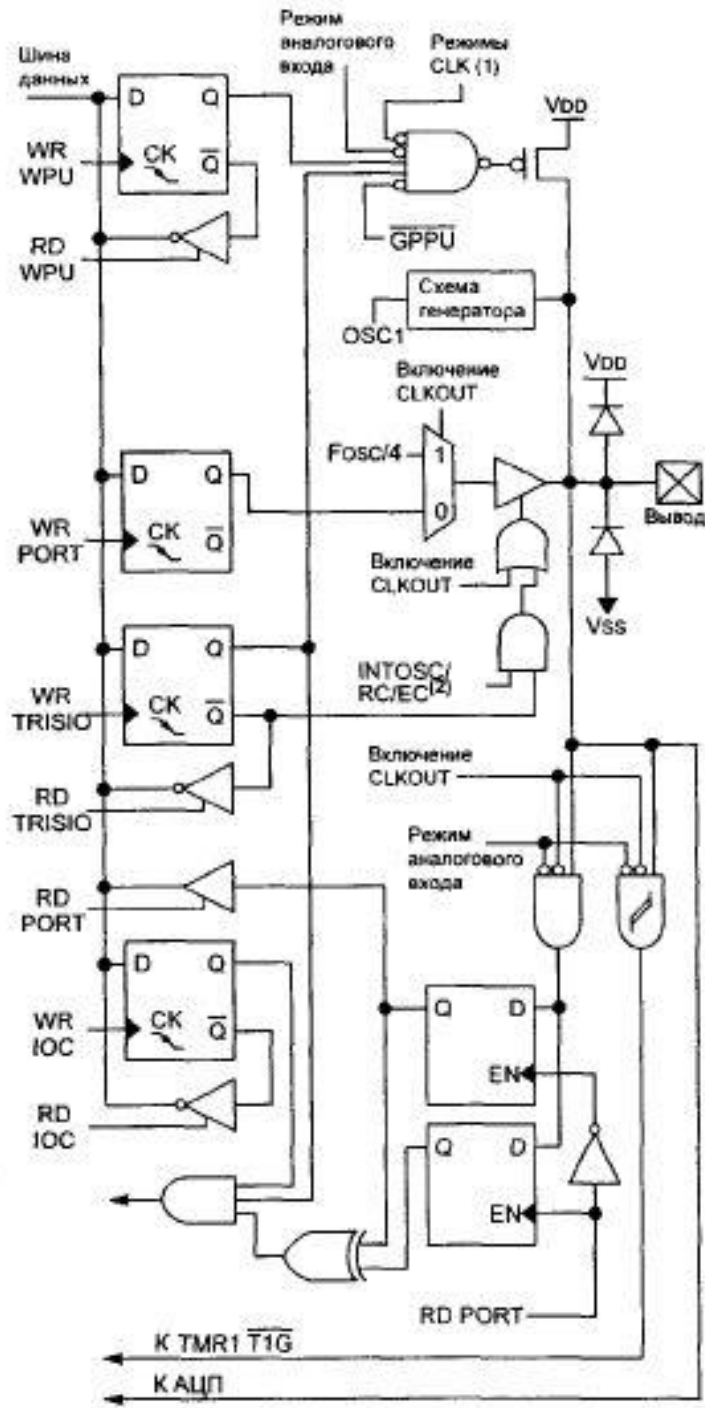 Режим
аналогового
входа
Режимы
CLK (1)
Шина
данных
VDD
D Q
WR
WPU
CK Q
RD
WPU
GPPU
Схема
генератора
OSC1
Включение
CLKOUT
VDD
FOSC/4
1
D Q
0
WR
PORT
CK Q
Вывод
Включение
CLKOUT
VSS
D Q
INTOSC/
RC/EC(2)
WR
TRISIO
CK Q
Включение
CLKOUT
RD
TRISIO
Режим
аналогового
входа
RD
PORT
D Q
Q D
WR
IOC
CK Q
EN
RD
IOC
Q D
EN
RD PORT
К TMR1 T1G
К АЦП